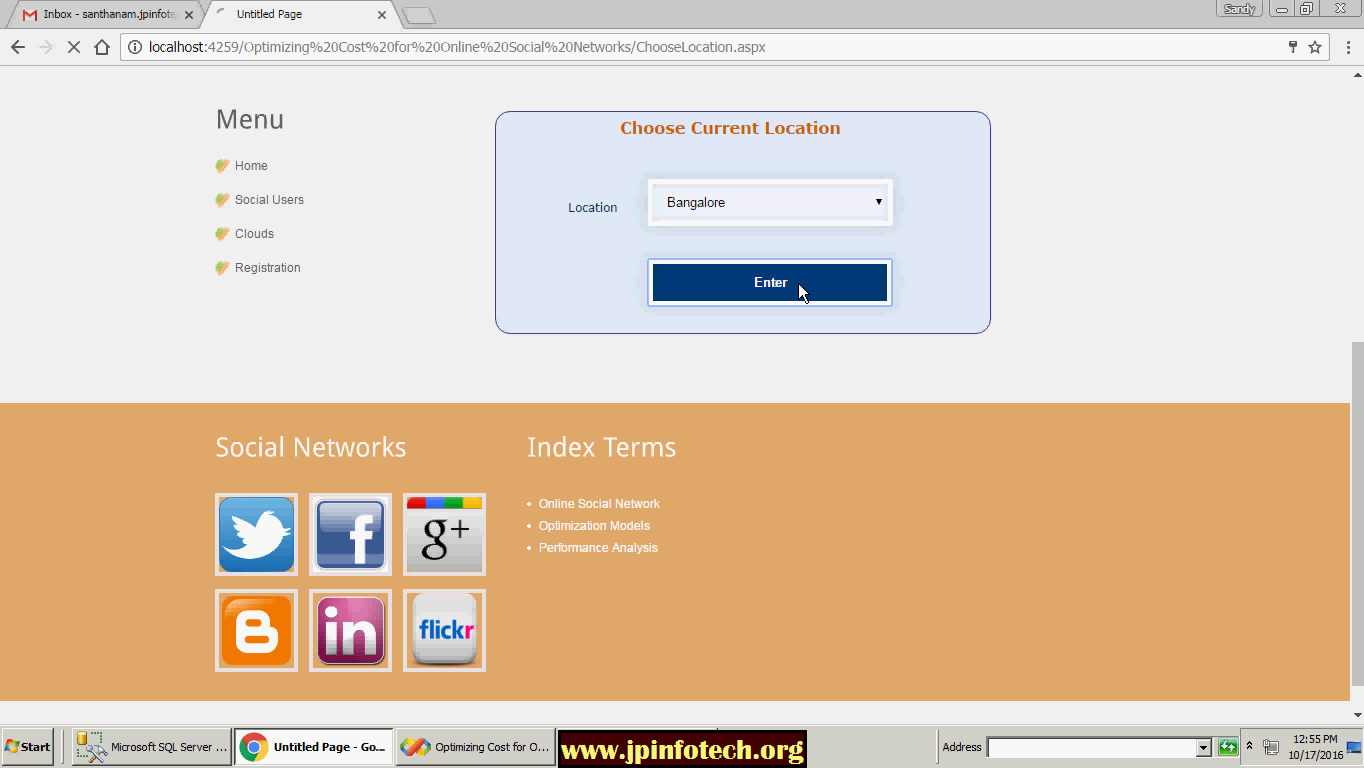 Inbox - santhanam.jpinfote
Untitled Page
Sandy
localhost:4259/Optimizing%20Cost%20for%20Online%20Social%20Networks/ChooseLocation.aspx
Menu
Home
Social Users
Clouds
Registration
Choose Current Location
Location
Bangalore
Enter
Social Networks
Index Terms
g+
in
flickr
Online Social Network
Optimization Models
Performance Analysis
Start
Microsoft SQL Server ...
Untitled Page - Go...
Optimizing Cost for O...
www.jpinfotech.org
Address
12:55 PM
10/17/2016